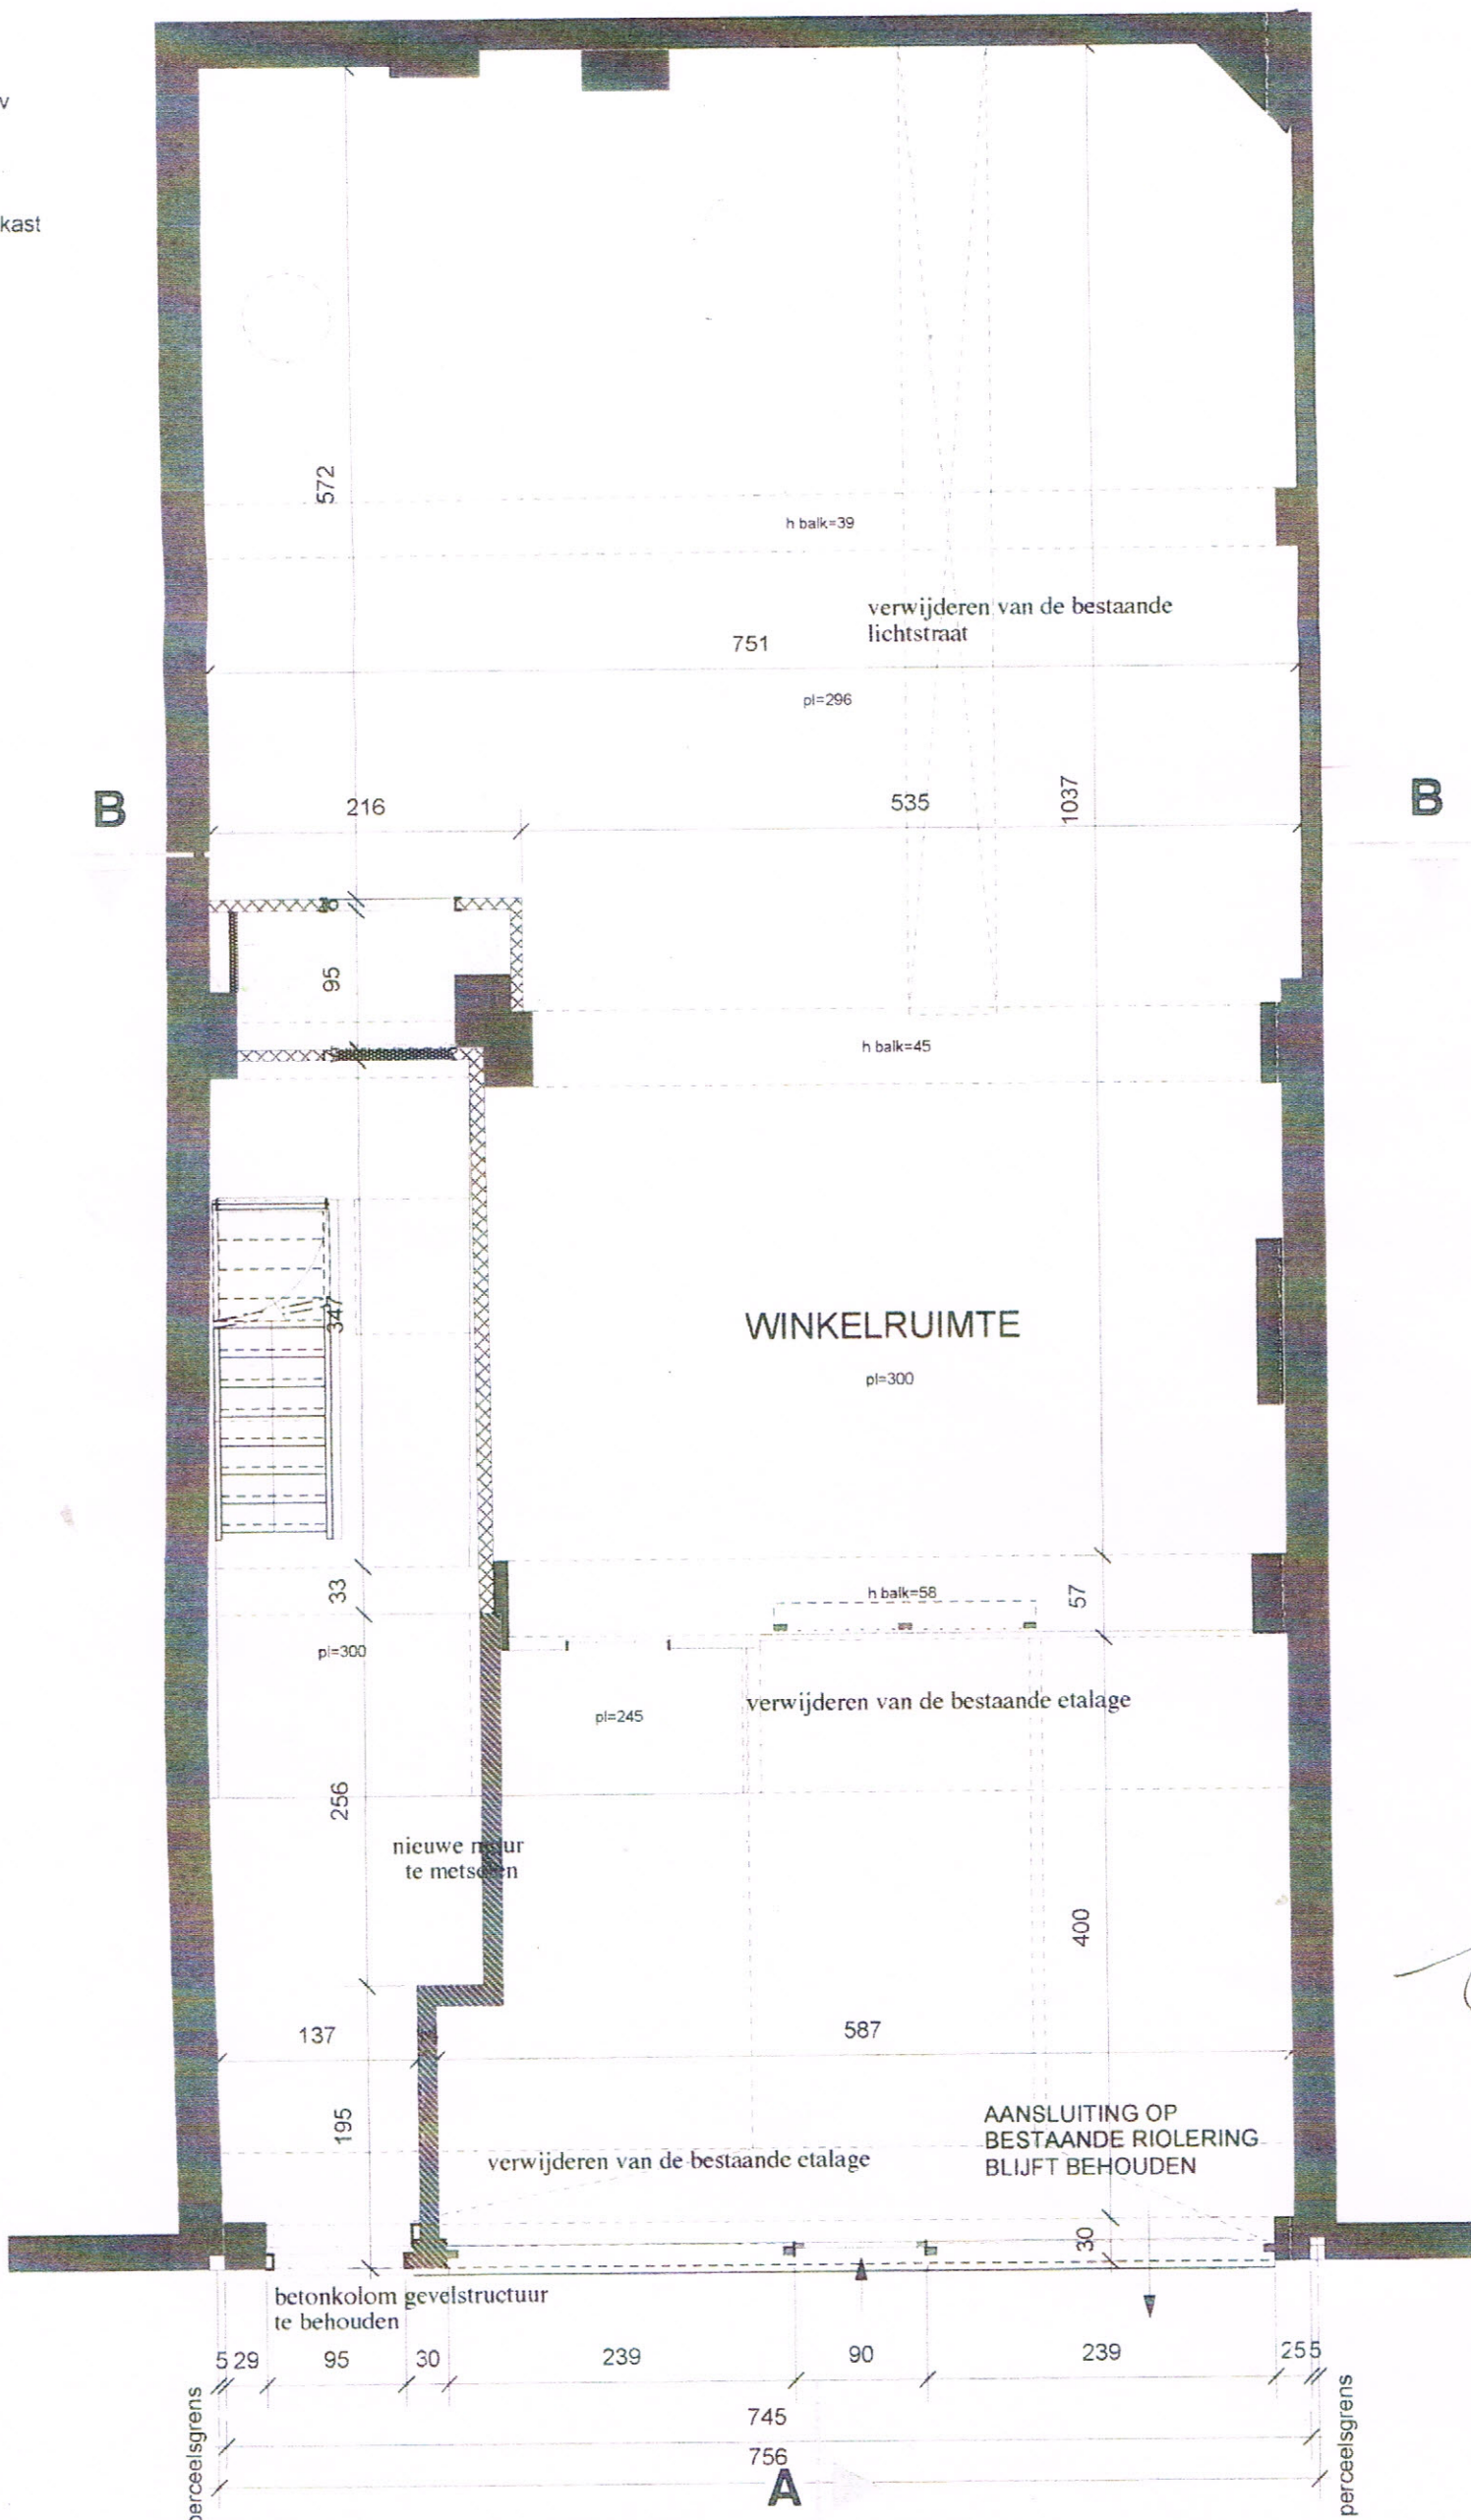 v
kast
572
h balk=39
verwijderen van de bestaande
lichtstraat
751
pl=296
B
B
216
535
1037
95
h balk=45
347
WINKELRUIMTE
pl=300
33
h balk=58
57
pl=300
pl=245
verwijderen van de bestaande etalage
256
nieuwe muur
te metselen
400
137
587
195
AANSLUITING OP
BESTAANDE RIOLERING
BLIJFT BEHOUDEN
verwijderen van de bestaande etalage
30
betonkolom gevelstructuur
te behouden
5 29 95 30 239 90 239 25 5
745
756
A
perceelsgrens
perceelsgrens